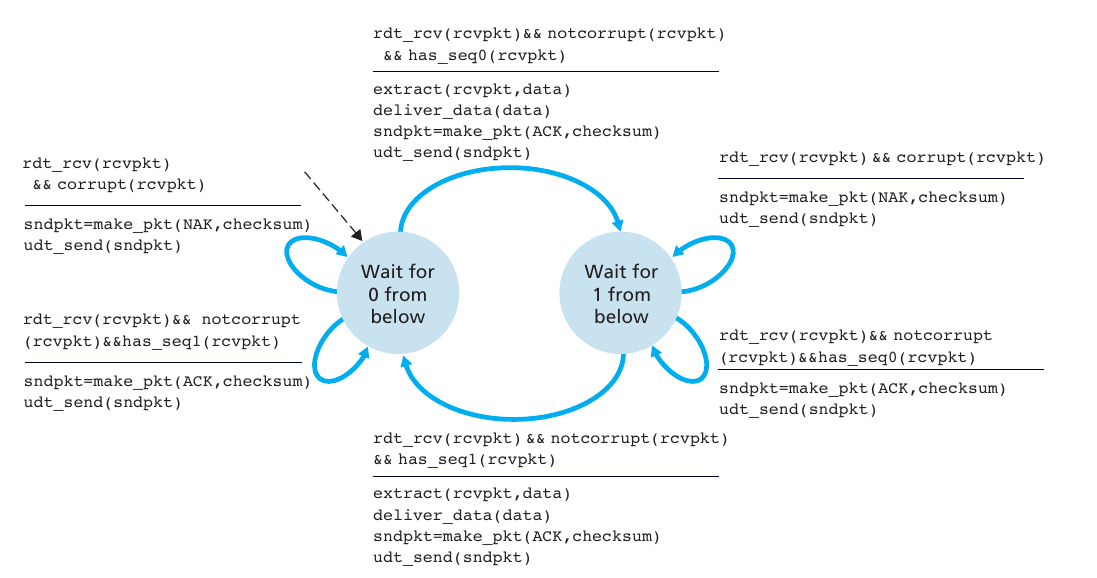 rdt_rcv(rcvpkt)&& notcorrupt(rcvpkt)
&& has_seq0(rcvpkt)
extract(rcvpkt,data)
deliver_data(data)
sndpkt=make_pkt(ACK,checksum)
udt_send(sndpkt)
rdt_rcv(rcvpkt)
&& corrupt(rcvpkt)
sndpkt=make_pkt(NAK,checksum)
udt_send(sndpkt)
rdt_rcv(rcvpkt) && corrupt(rcvpkt)
sndpkt=make_pkt(NAK,checksum)
udt_send(sndpkt)
Wait for
0 from
below
Wait for
1 from
below
rdt_rcv(rcvpkt)&& notcorrupt
(rcvpkt)&&has_seq1(rcvpkt)
sndpkt=make_pkt(ACK,checksum)
udt_send(sndpkt)
rdt_rcv(rcvpkt)&& notcorrupt
(rcvpkt)&&has_seq0(rcvpkt)
sndpkt=make_pkt(ACK,checksum)
udt_send(sndpkt)
rdt_rcv(rcvpkt) && notcorrupt(rcvpkt)
&& has_seq1(rcvpkt)
extract(rcvpkt,data)
deliver_data(data)
sndpkt=make_pkt(ACK,checksum)
udt_send(sndpkt)